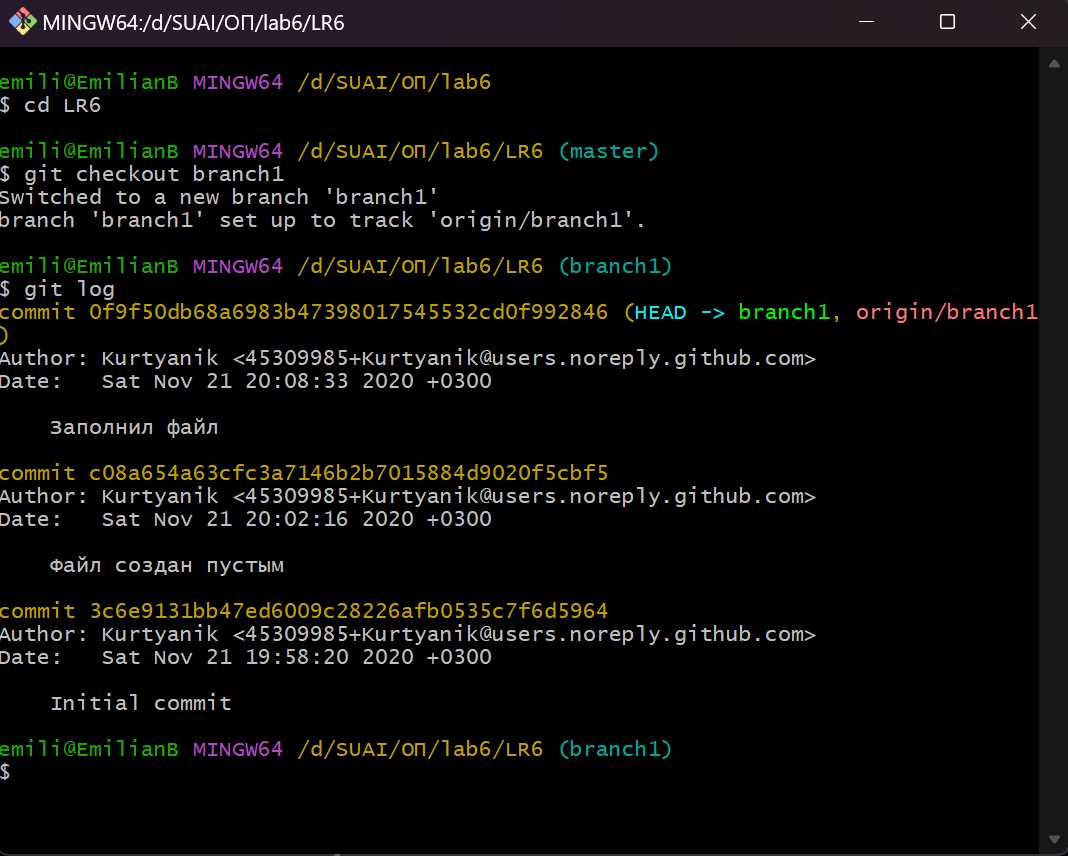 MINGW64:/d/SUAI/ОП/lab6/LR6
emili@EmilianB MINGW64 /d/SUAI/ОП/lab6
$ cd LR6
emili@EmilianB MINGW64 /d/SUAI/ОП/lab6/LR6 (master)
$ git checkout branch1
Switched to a new branch 'branch1'
branch 'branch1' set up to track 'origin/branch1'.
emili@EmilianB MINGW64 /d/SUAI/ОП/lab6/LR6 (branch1)
$ git log
commit 0f9f50db68a6983b47398017545532cd0f992846 (HEAD -> branch1, origin/branch1
)
Author: Kurtyanik <45309985+Kurtyanik@users.noreply.github.com>
Date:   Sat Nov 21 20:08:33 2020 +0300
Заполнил файл
commit c08a654a63cfc3a7146b2b7015884d9020f5cbf5
Author: Kurtyanik <45309985+Kurtyanik@users.noreply.github.com>
Date:   Sat Nov 21 20:02:16 2020 +0300
Файл создан пустым
commit 3c6e9131bb47ed6009c28226afb0535c7f6d5964
Author: Kurtyanik <45309985+Kurtyanik@users.noreply.github.com>
Date:   Sat Nov 21 19:58:20 2020 +0300
Initial commit
emili@EmilianB MINGW64 /d/SUAI/ОП/lab6/LR6 (branch1)
$